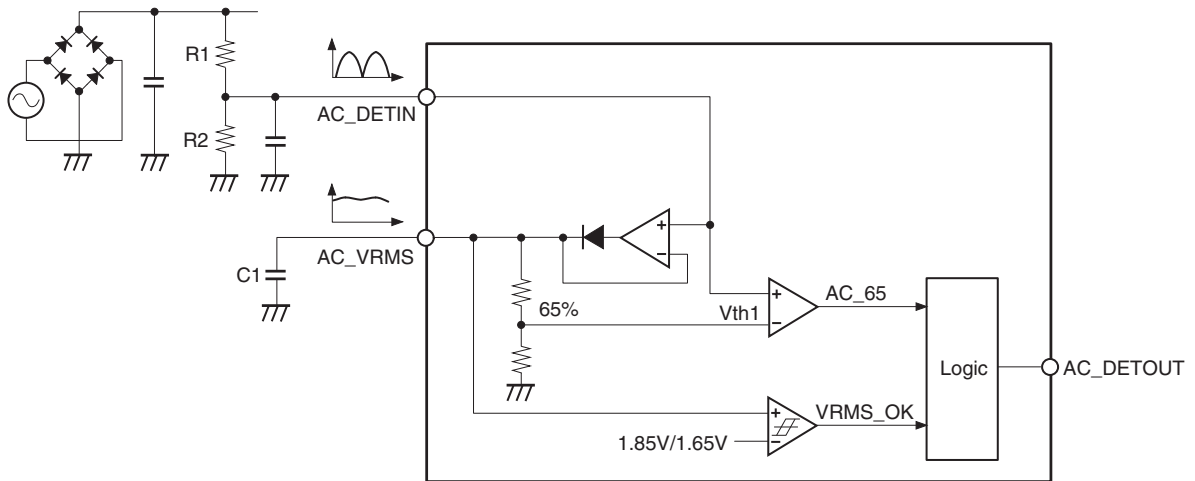 R1
AC_DETIN
R2
AC_VRMS
C1
65%
Vth1
AC_65
Logic
AC_DETOUT
VRMS_OK
1.85V/1.65V
+
−
+
−
+
−